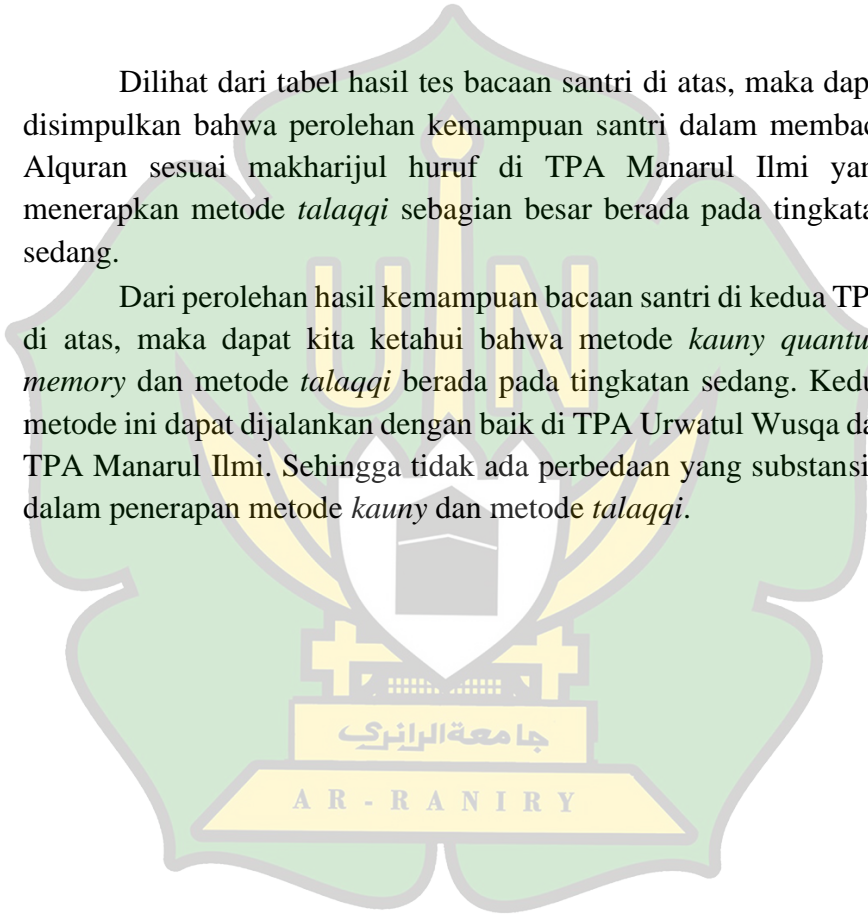 Dilihat dari tabel hasil tes bacaan santri di atas, maka dap
disimpulkan bahwa perolehan kemampuan santri dalam membac
Alquran sesuai makharijul huruf di TPA Manarul Ilmi yan
menerapkan metode talaqqi sebagian besar berada pada tingkata
sedang.
Dari perolehan hasil kemampuan bacaan santri di kedua TP
di atas, maka dapat kita ketahui bahwa metode kauny quantu
memory dan metode talaqqi berada pada tingkatan sedang. Kedu
metode ini dapat dijalankan dengan baik di TPA Urwatul Wusqa da
TPA Manarul Ilmi. Sehingga tidak ada perbedaan yang substansi
dalam penerapan metode kauny dan metode talaqqi.
UIN
جامعةالرانري
AR-RANIRY